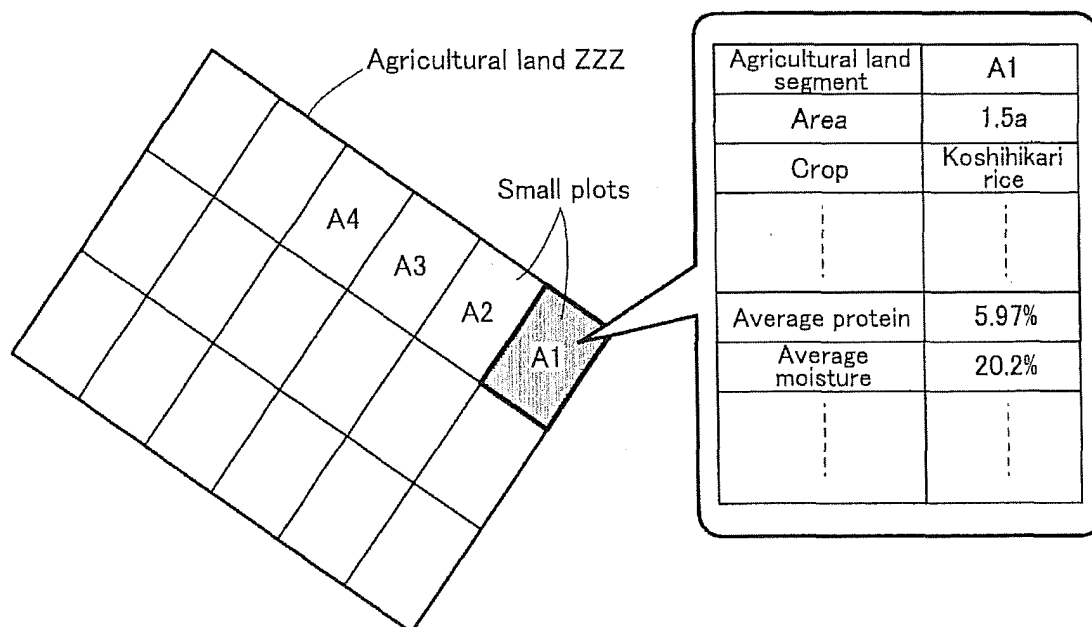 Agricultural land ZZZ
Small plots
A4
A3
A2
A1
Agricultural land
segment
A1
Area
1.5a
Crop
Koshihikari
rice
Average protein
5.97%
Average
moisture
20.2%